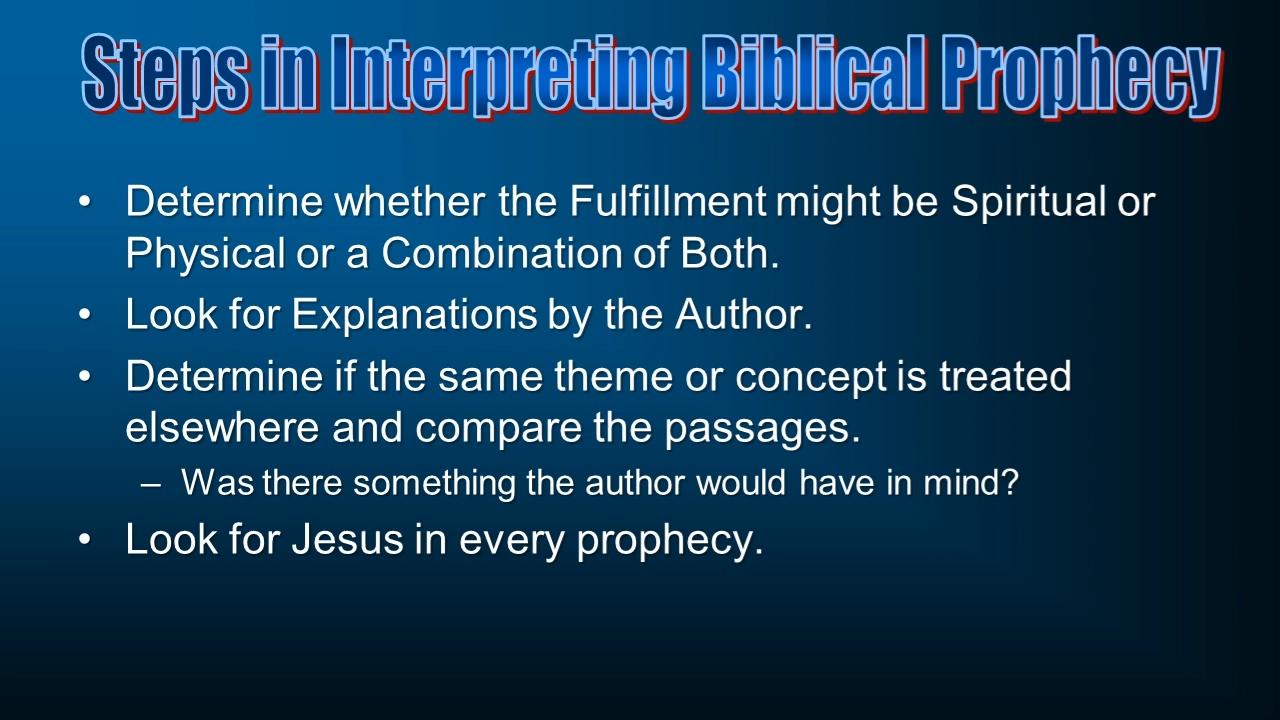 Steps in Interpreting Biblical Prophecy
• Determine whether the Fulfillment might be Spiritual or
Physical or a Combination of Both.
• Look for Explanations by the Author.
• Determine if the same theme or concept is treated
elsewhere and compare the passages.
– Was there something the author would have in mind?
• Look for Jesus in every prophecy.